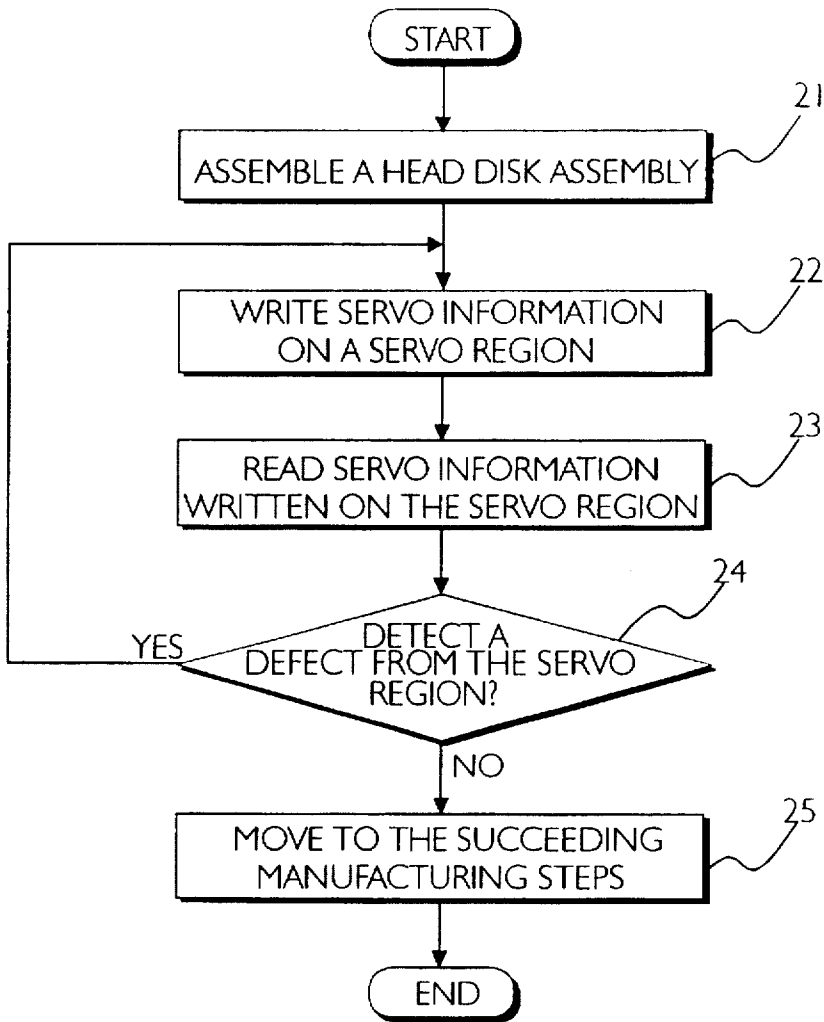 START
21
ASSEMBLE A HEAD DISK ASSEMBLY
22
WRITE SERVO INFORMATION
ON A SERVO REGION
23
READ SERVO INFORMATION
WRITTEN ON THE SERVO REGION
24
DETECT A
DEFECT FROM THE SERVO
REGION?
YES
NO
25
MOVE TO THE SUCCEEDING
MANUFACTURING STEPS
END